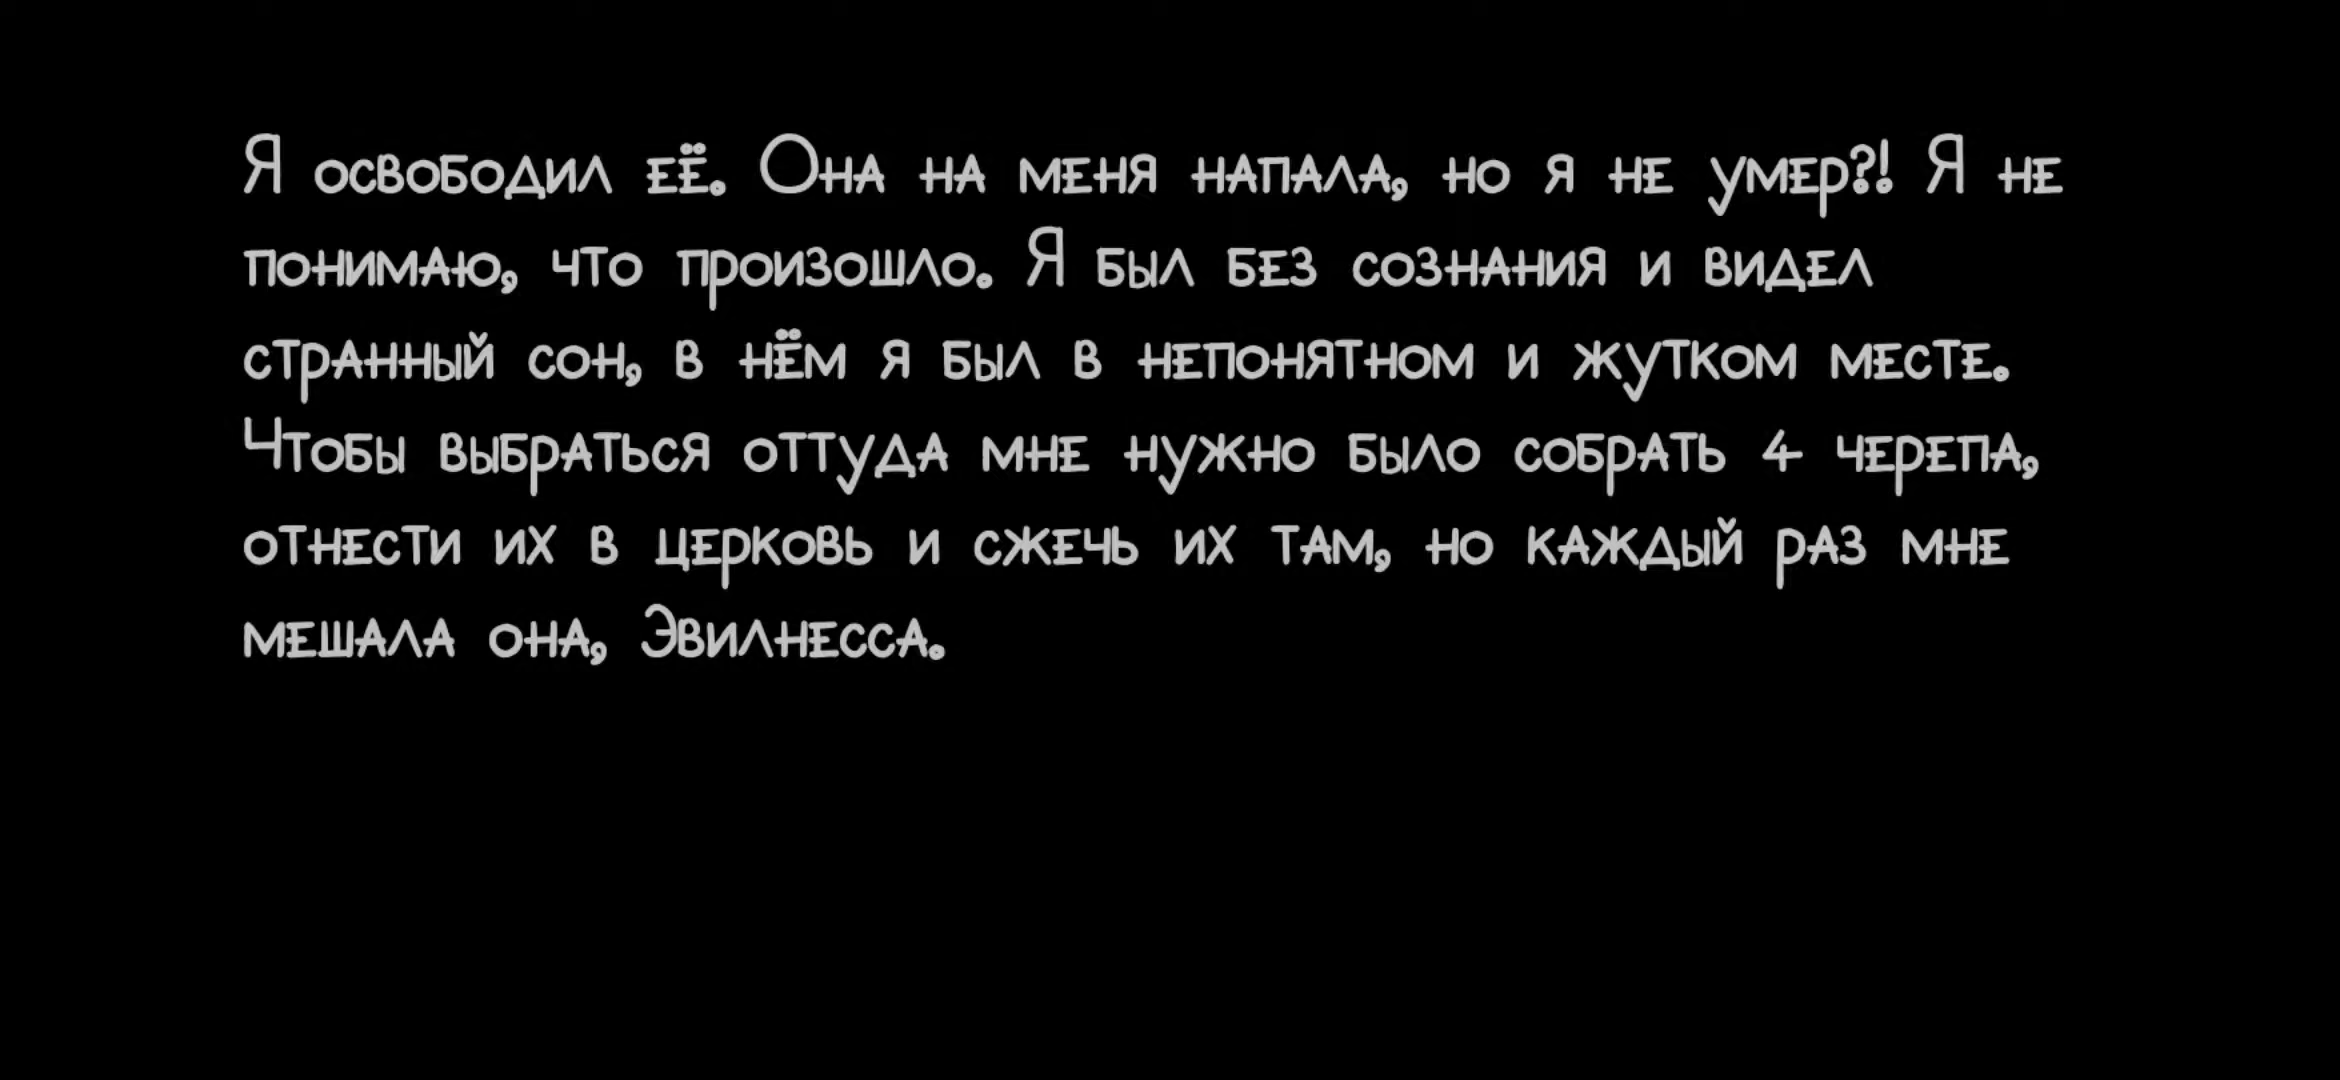 Я освободил её. Она на меня напала, но я не умер?! Я не
понимаю, что произошло. Я был без сознания и видел
странный сон, в нём я был в непонятном и жутком месте.
Чтобы выбраться оттуда мне нужно было собрать 4 черепа,
отнести их в церковь и сжечь их там, но каждый раз мне
мешала она, Эвилнесса.